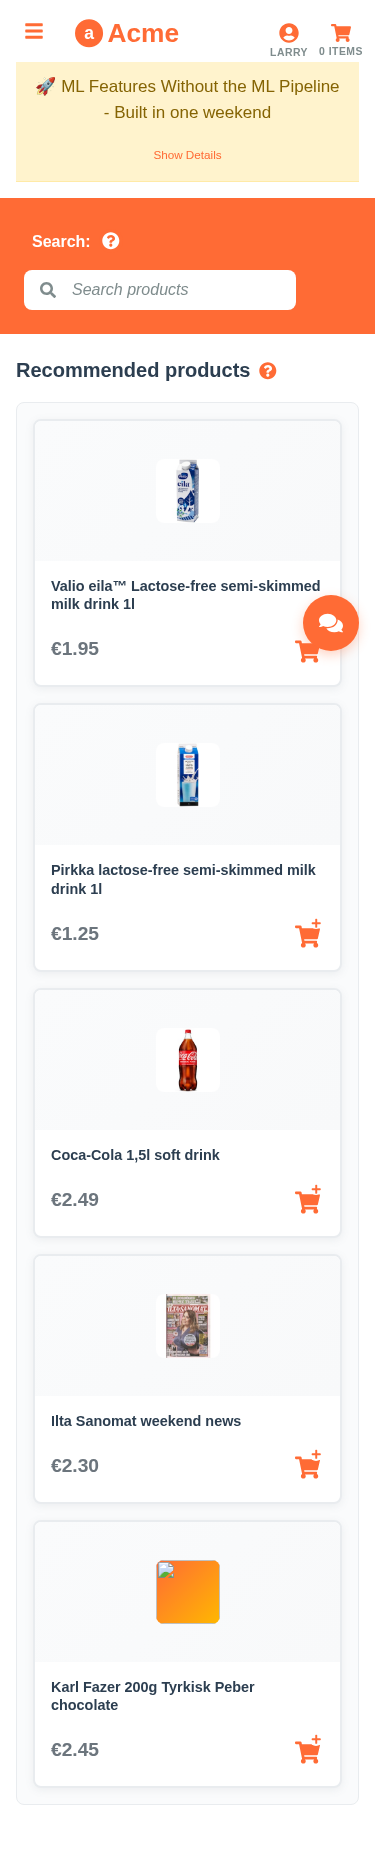 a Acme
LARRY
0 ITEMS
🚀 ML Features Without the ML Pipeline
- Built in one weekend
Show Details
Search:
Search products
Recommended products
Valio eila™ Lactose-free semi-skimmed
milk drink 1l
€1.95
Pirkka lactose-free semi-skimmed milk
drink 1l
€1.25
Coca-Cola 1,5l soft drink
€2.49
Ilta Sanomat weekend news
€2.30
Karl Fazer 200g Tyrkisk Peber
chocolate
€2.45